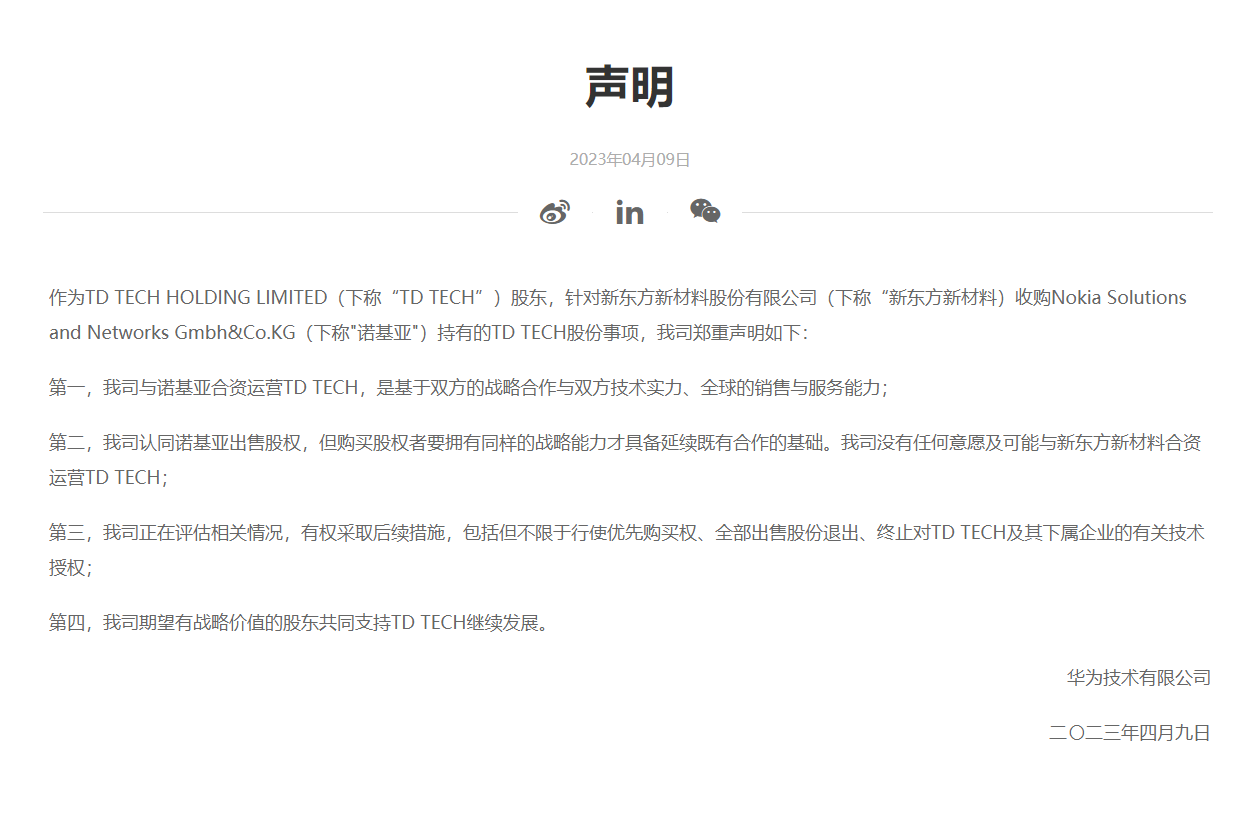 声明
2023年04月09日
作为TD TECH HOLDING LIMITED（下称“TD TECH”）股东，针对新东方新材料股份有限公司（下称“新东方新材料）收购Nokia Solutions
and Networks Gmbh&Co.KG（下称"诺基亚"）持有的TD TECH股份事项，我司郑重声明如下：
第一，我司与诺基亚合资运营TD TECH，是基于双方的战略合作与双方技术实力、全球的销售与服务能力；
第二，我司认同诺基亚出售股权，但购买股权者要拥有同样的战略能力才具备延续既有合作的基础。我司没有任何意愿及可能与新东方新材料合资
运营TD TECH；
第三，我司正在评估相关情况，有权采取后续措施，包括但不限于行使优先购买权、全部出售股份退出、终止对TD TECH及其下属企业的有关技术
授权；
第四，我司期望有战略价值的股东共同支持TD TECH继续发展。
华为技术有限公司
二〇二三年四月九日